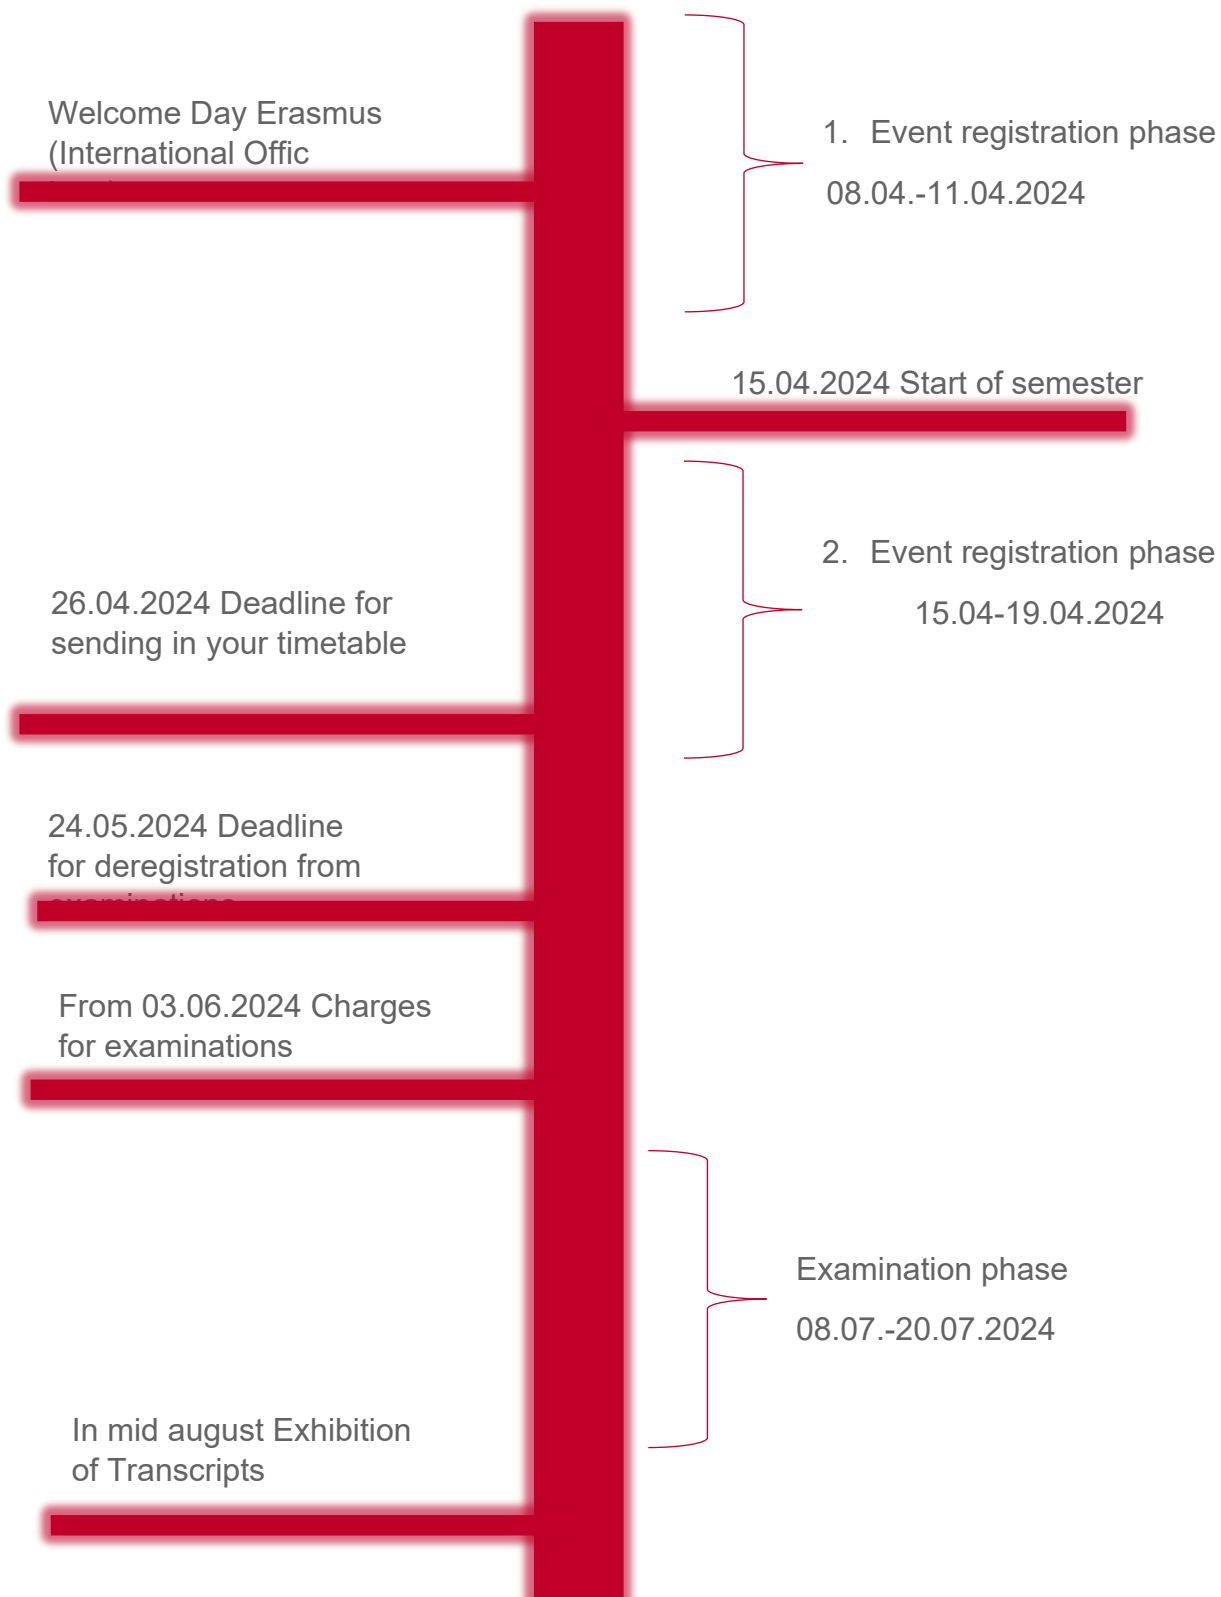 Welcome Day Erasmus
(International Offic
1. Event registration phase
08.04.-11.04.2024
15.04.2024 Start of semester
2. Event registration phase
15.04-19.04.2024
26.04.2024 Deadline for
sending in your timetable
24.05.2024 Deadline
for deregistration from
examinations
From 03.06.2024 Charges
for examinations
Examination phase
08.07.-20.07.2024
In mid august Exhibition
of Transcripts